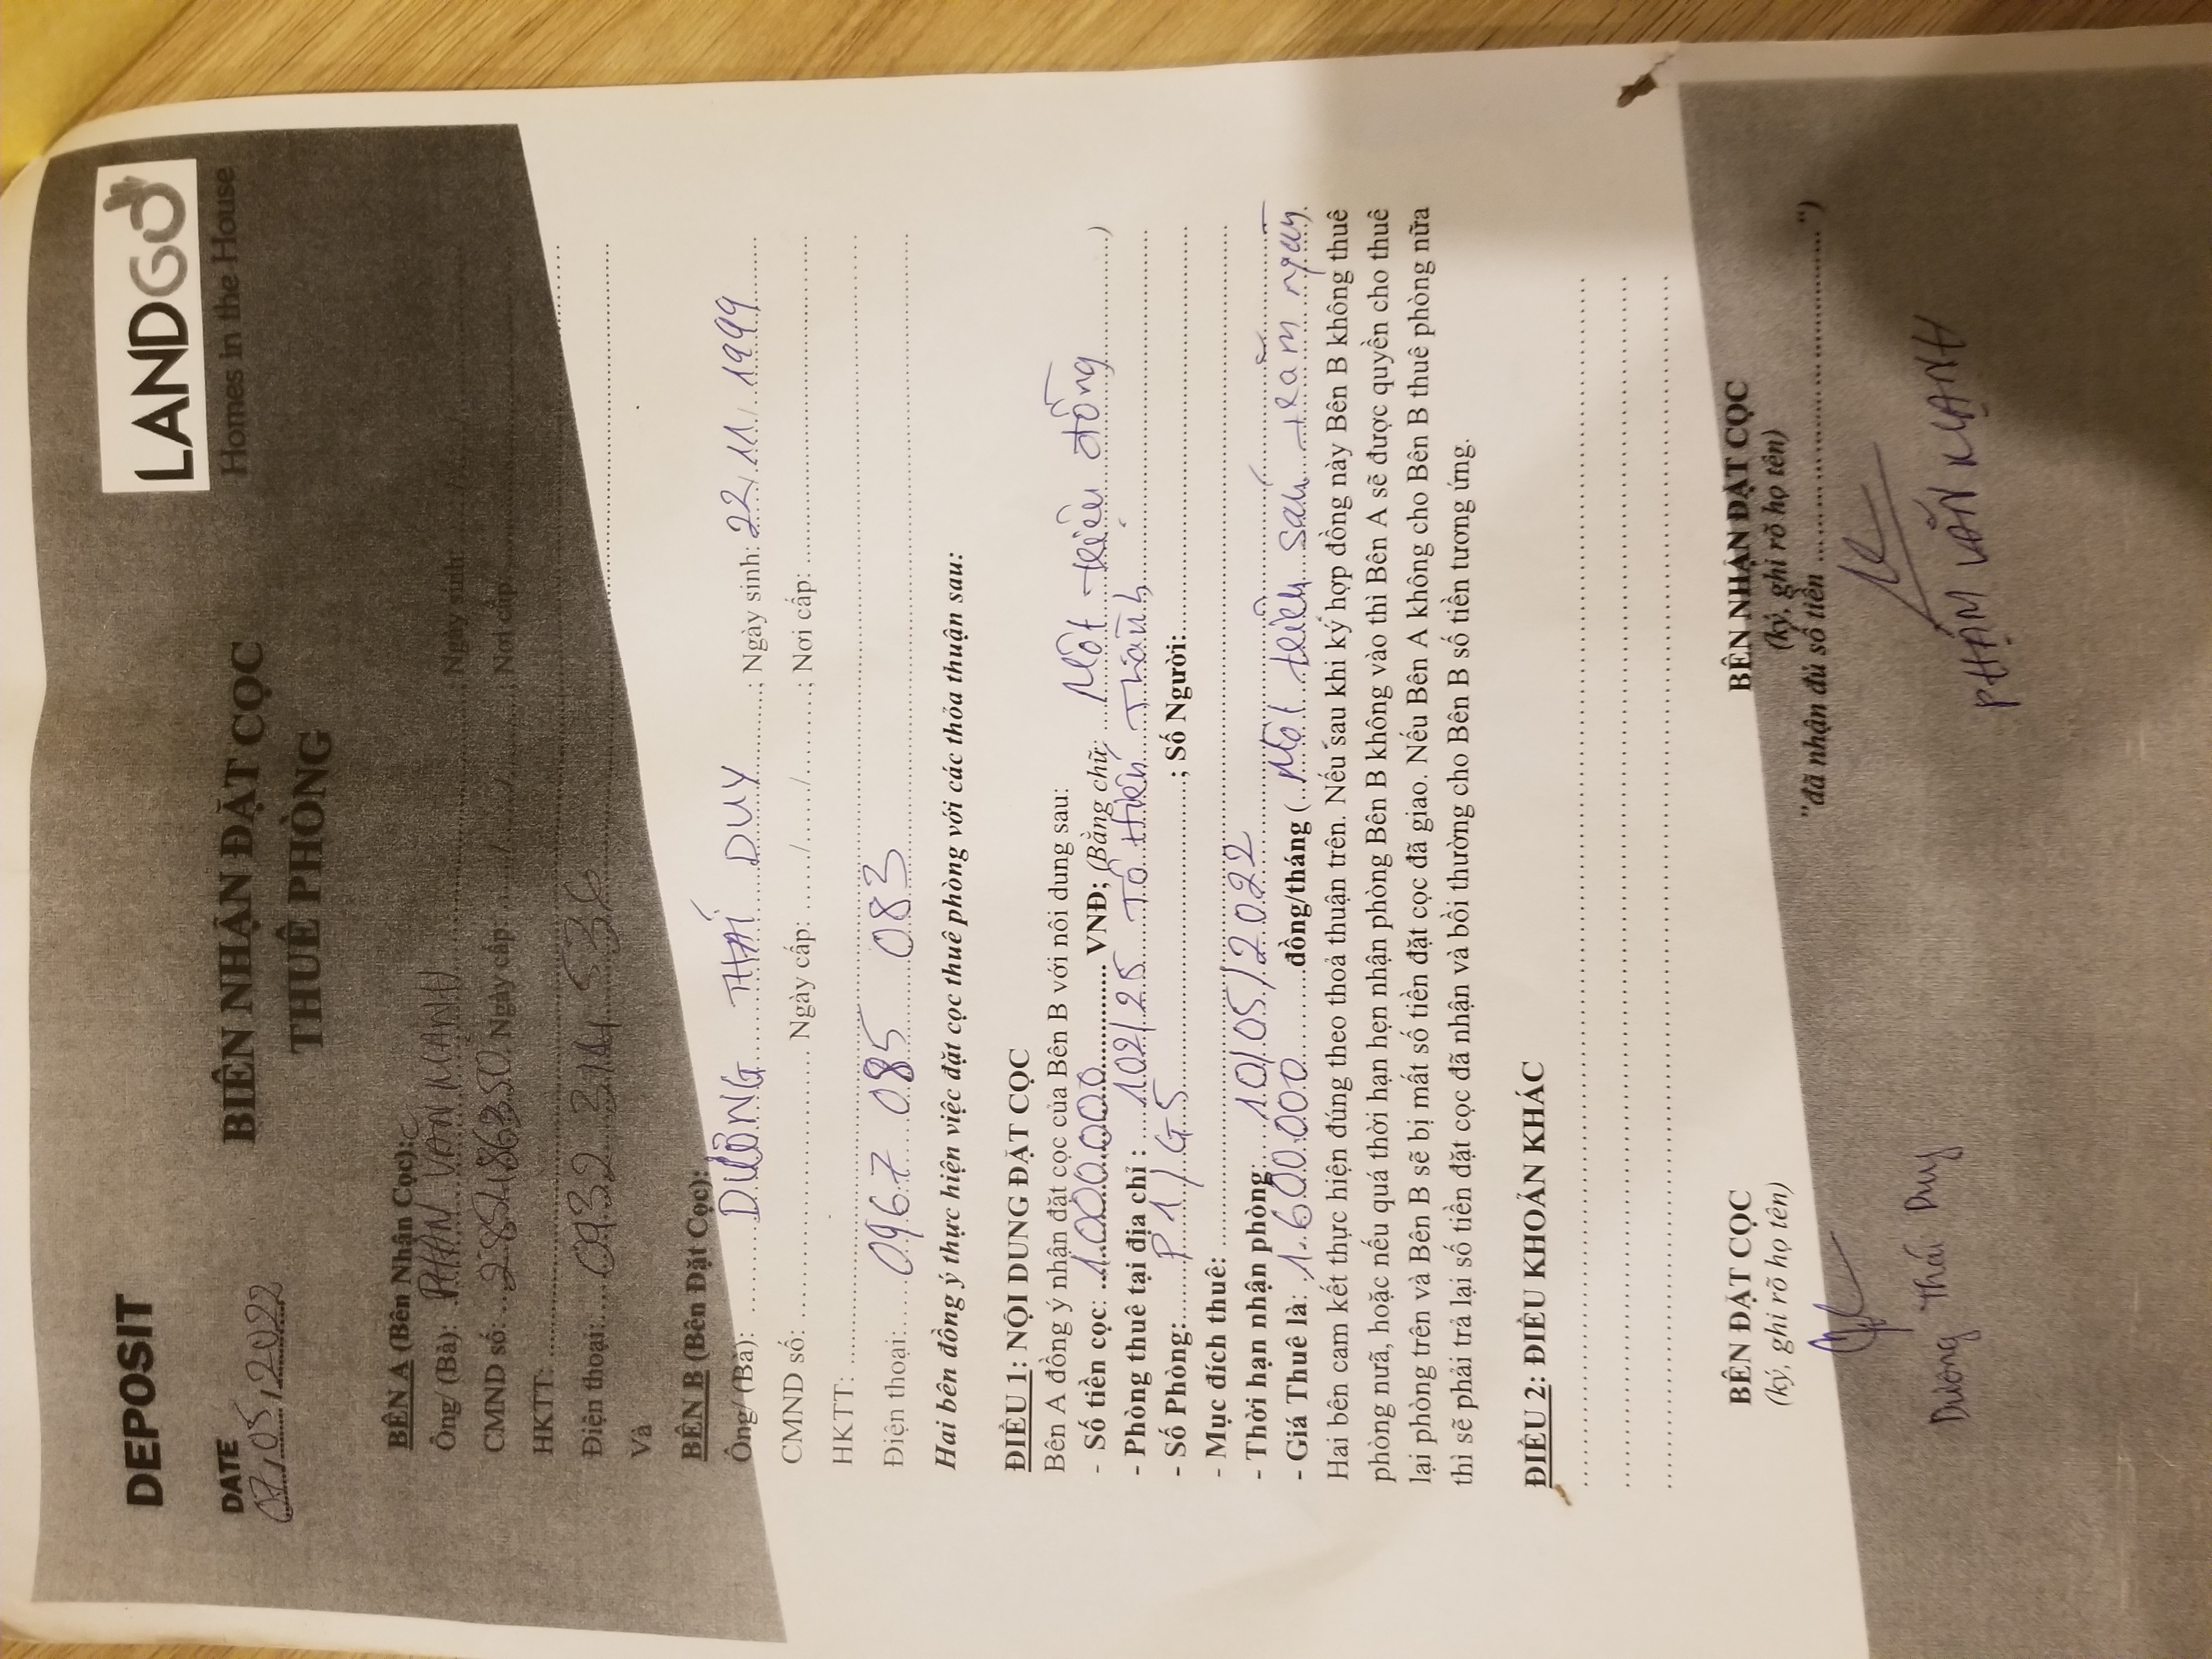 LANDGO
Homes in the House
DEPOSIT
DATE
07/05/2022
BIÊN NHẬN ĐẶT CỌC
THUÊ PHÒNG
BÊN A (Bên Nhận Cọc):
Ông/ (Bà): PHẠM VĂN MẠNH ; Ngày sinh: / /
CMND số: Ngày cấp: / / ; Nơi cấp:
HKTT:
Điện thoại: 0932 314 536
Và
BÊN B (Bên Đặt Cọc):
Ông/ (Bà): DƯƠNG THÁI DUY ; Ngày sinh: 22/11/1999
CMND số: Ngày cấp: / / ; Nơi cấp:
HKTT:
Điện thoại: 0967 085 083
Hai bên đồng ý thực hiện việc đặt cọc thuê phòng với các thỏa thuận sau:
ĐIỀU 1: NỘI DUNG ĐẶT CỌC
Bên A đồng ý nhận đặt cọc của Bên B với nôi dung sau:
- Số tiền cọc: 1.000.000 VNĐ; (Bằng chữ: Một triệu đồng )
- Phòng thuê tại địa chỉ : 102/25 Tô Hiến Thành
- Số Phòng: P1/G5 ; Số Người:
- Mục đích thuê:
- Thời hạn nhận phòng: 10/05/2022
- Giá Thuê là: 1.600.000 đồng/tháng ( Một triệu sáu trăm ngàn ).
Hai bên cam kết thực hiện đúng theo thoả thuận trên. Nếu sau khi ký hợp đồng này Bên B không thuê
phòng nưã, hoặc nếu quá thời hạn hẹn nhận phòng Bên B không vào thì Bên A sẽ được quyền cho thuê
lại phòng trên và Bên B sẽ bị mất số tiền đặt cọc đã giao. Nếu Bên A không cho Bên B thuê phòng nữa
thì sẽ phải trả lại số tiền đặt cọc đã nhận và bồi thường cho Bên B số tiền tương ứng.
ĐIỀU 2: ĐIỀU KHOẢN KHÁC
BÊN ĐẶT CỌC
(ký, ghi rõ họ tên)
Dương Thái Duy
BÊN NHẬN ĐẶT CỌC
(ký, ghi rõ họ tên)
"đã nhận đủ số tiền ")
PHẠM VĂN MẠNH